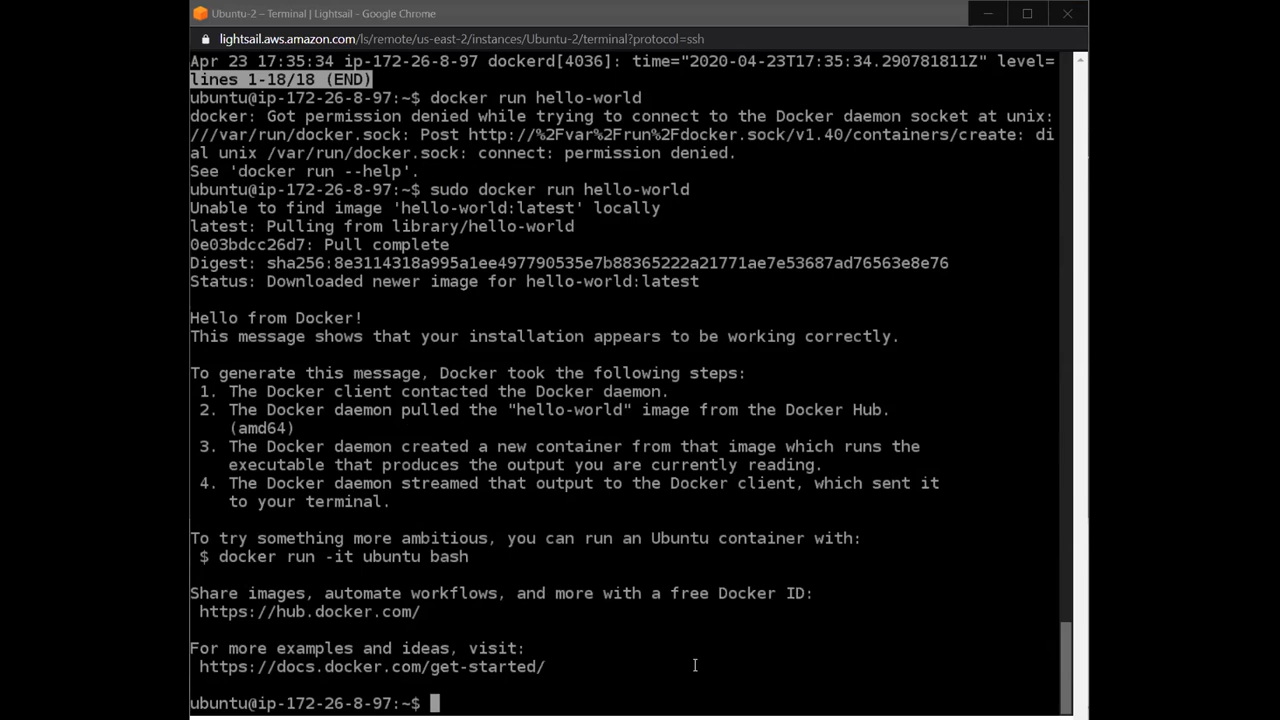 Ubuntu-2 – Terminal | Lightsail - Google Chrome
lightsail.aws.amazon.com/ls/remote/us-east-2/instances/Ubuntu-2/terminal?protocol=ssh
Apr 23 17:35:34 ip-172-26-8-97 dockerd[4036]: time="2020-04-23T17:35:34.290781811Z" level=
lines 1-18/18 (END)
ubuntu@ip-172-26-8-97:~$ docker run hello-world
docker: Got permission denied while trying to connect to the Docker daemon socket at unix:
///var/run/docker.sock: Post http://%2Fvar%2Frun%2Fdocker.sock/v1.40/containers/create: di
al unix /var/run/docker.sock: connect: permission denied.
See 'docker run --help'.
ubuntu@ip-172-26-8-97:~$ sudo docker run hello-world
Unable to find image 'hello-world:latest' locally
latest: Pulling from library/hello-world
0e03bdcc26d7: Pull complete
Digest: sha256:8e3114318a995a1ee497790535e7b88365222a21771ae7e53687ad76563e8e76
Status: Downloaded newer image for hello-world:latest
Hello from Docker!
This message shows that your installation appears to be working correctly.
To generate this message, Docker took the following steps:
1. The Docker client contacted the Docker daemon.
2. The Docker daemon pulled the "hello-world" image from the Docker Hub.
(amd64)
3. The Docker daemon created a new container from that image which runs the
executable that produces the output you are currently reading.
4. The Docker daemon streamed that output to the Docker client, which sent it
to your terminal.
To try something more ambitious, you can run an Ubuntu container with:
$ docker run -it ubuntu bash
Share images, automate workflows, and more with a free Docker ID:
https://hub.docker.com/
For more examples and ideas, visit:
https://docs.docker.com/get-started/
ubuntu@ip-172-26-8-97:~$